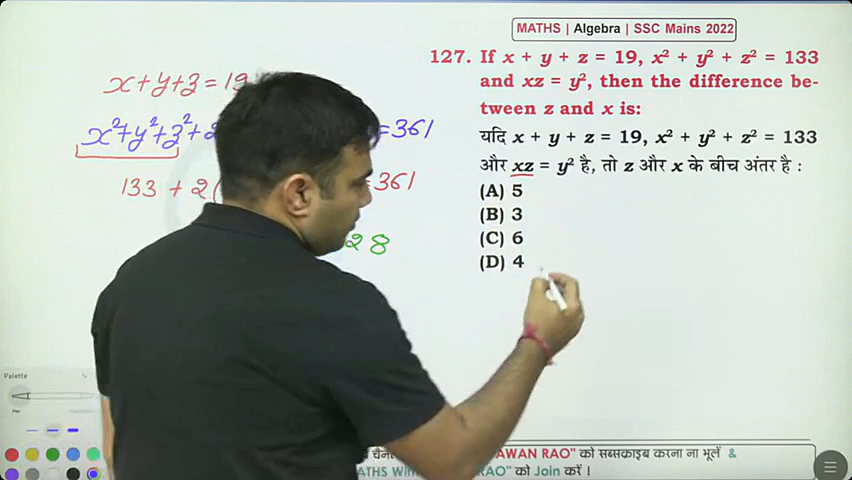 MATHS | Algebra | SSC Mains 2022
127. If x + y + z = 19, x² + y² + z² = 133
and xz = y², then the difference be-
tween z and x is:
यदि x + y + z = 19, x² + y² + z² = 133
और xz = y² है, तो z और x के बीच अंतर है :
(A) 5
(B) 3
(C) 6
(D) 4
x+y+z=19
x²+y²+z²+2 =361
133 + 2( =361
28
Palette
Pen
AWAN RAO" को सब्सक्राइब करना ना भूलें &
RAO" को Join करें ।